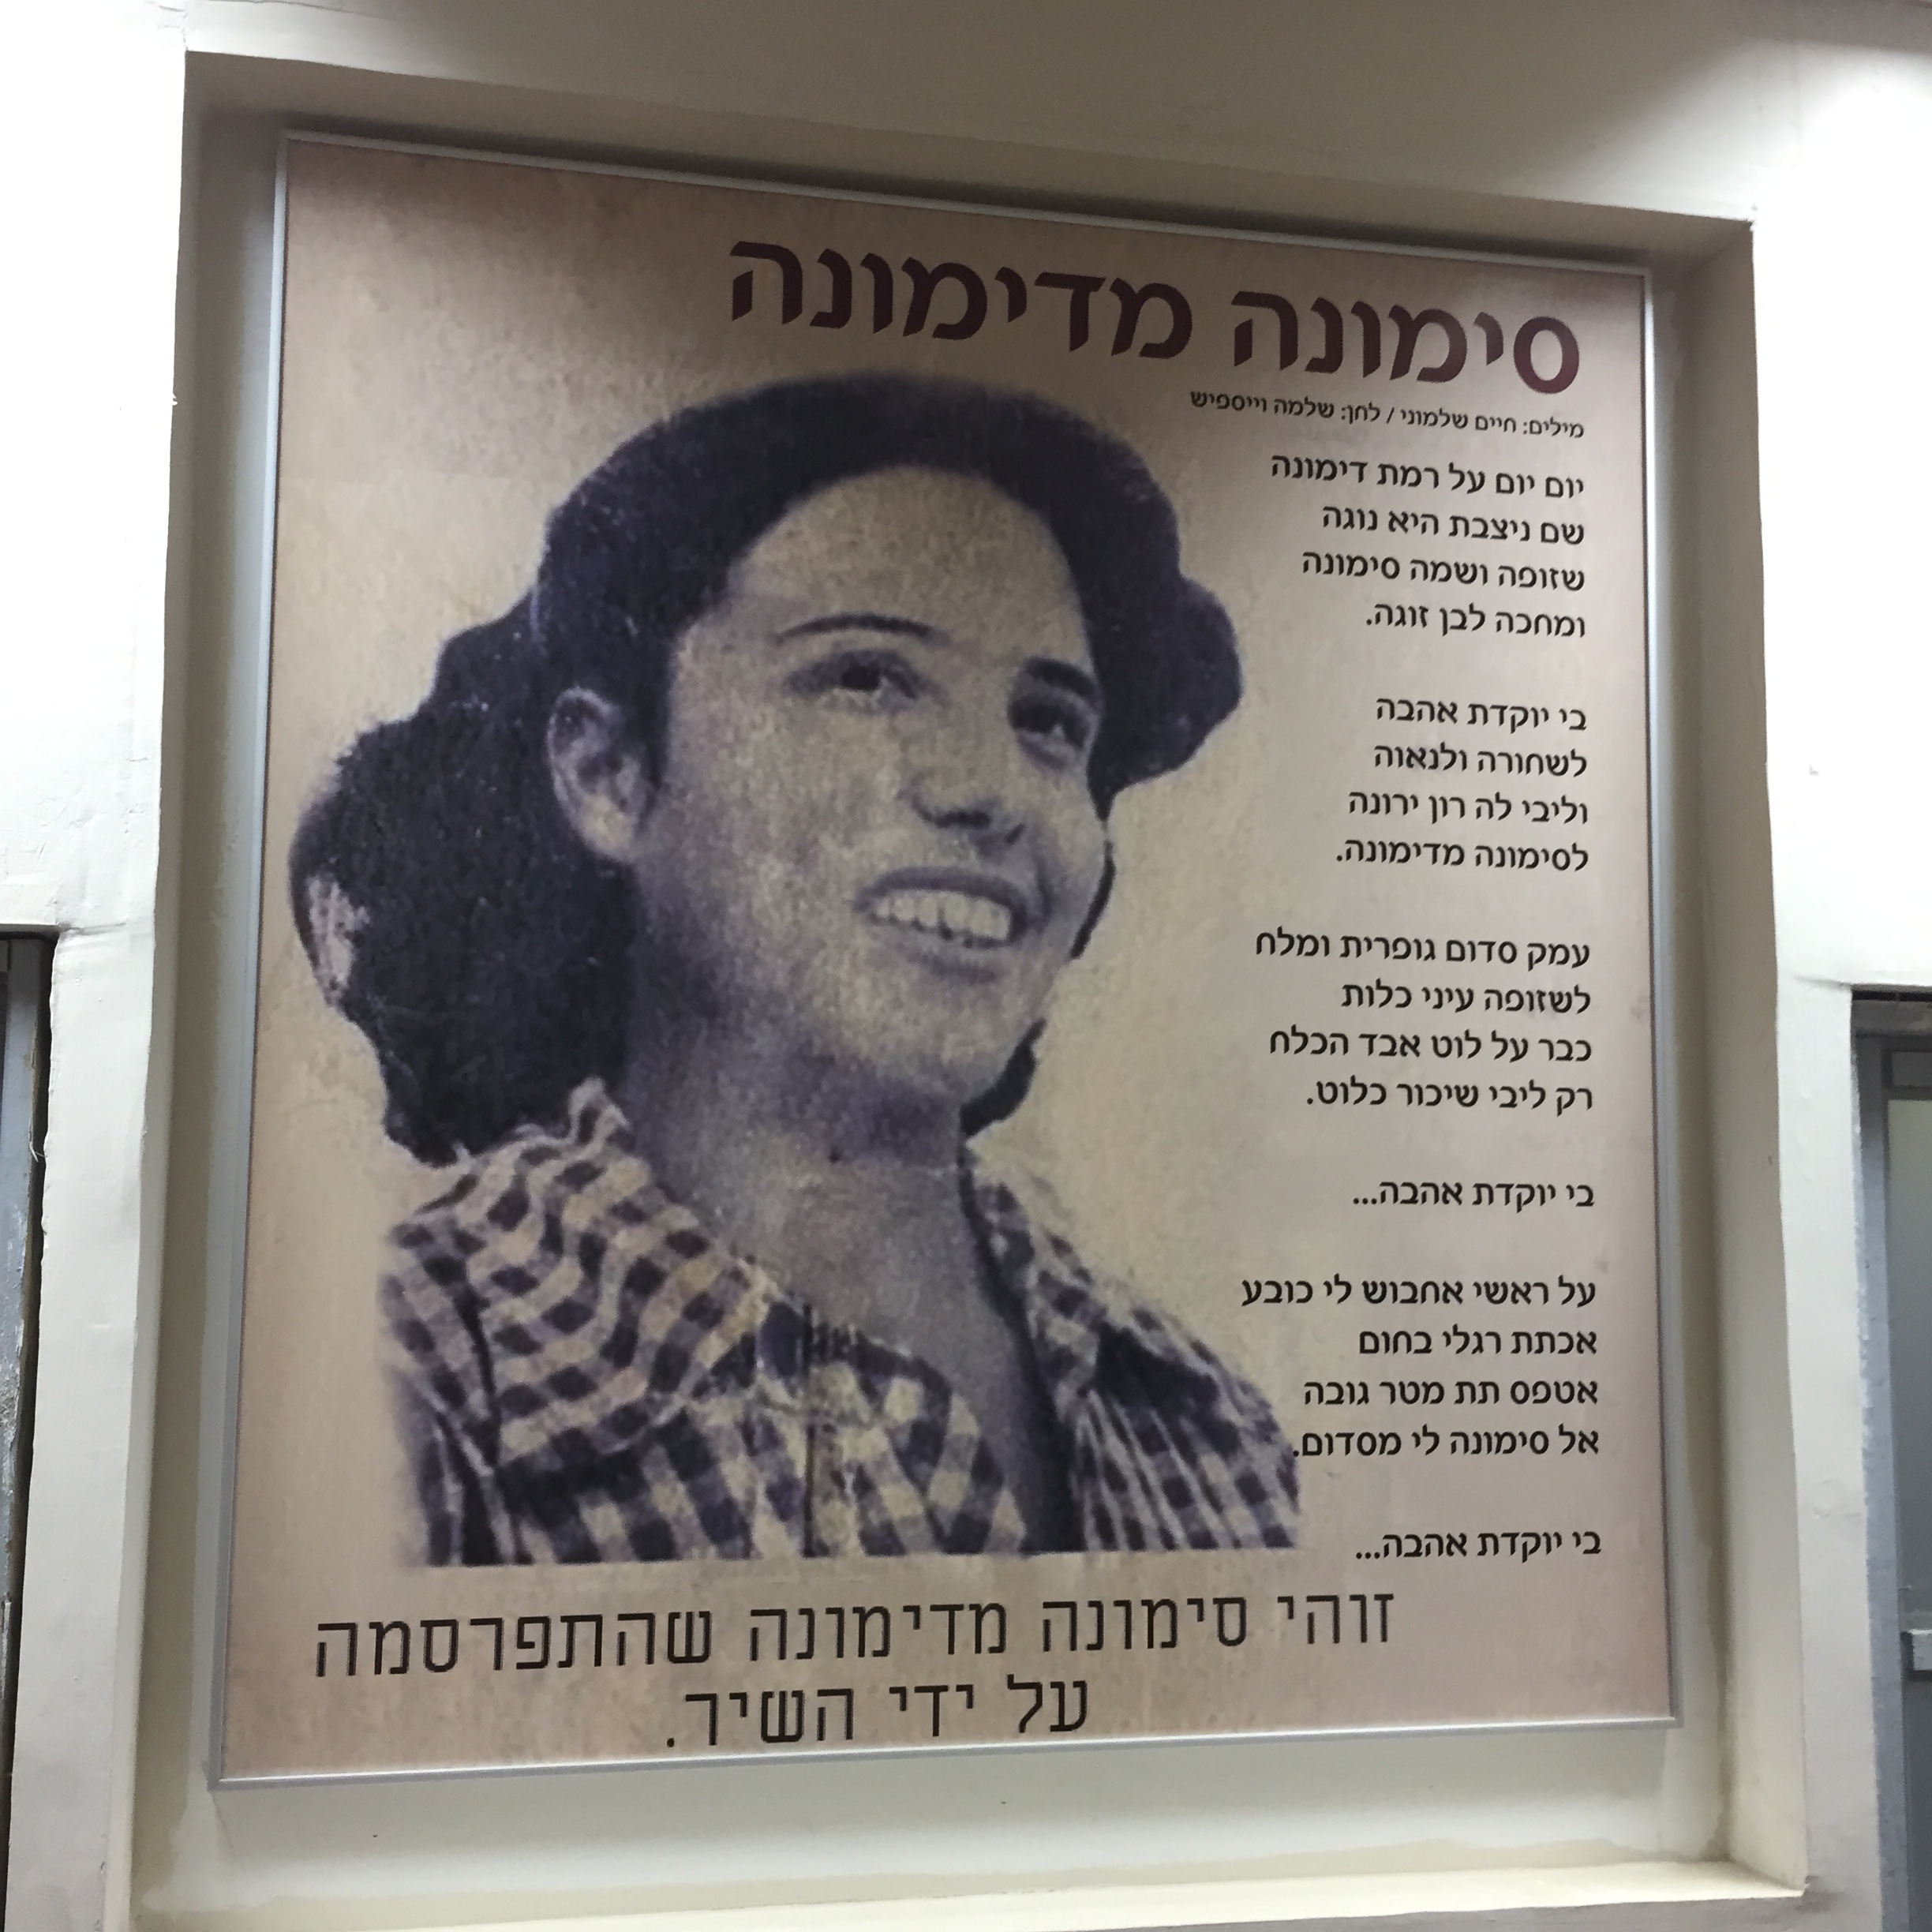 סימונה מדימונה
מילים: חיים שלמוני / לחן: שלמה וייספיש
יום יום על רמת דימונה
שם ניצבת היא נוגה
שזופה ושמה סימונה
ומחכה לבן זוגה.
בי יוקדת אהבה
לשחורה ולנאוה
וליבי לה רון ירונה
לסימונה מדימונה.
עמק סדום גופרית ומלח
לשזופה עיני כלות
כבר על לוט אבד הכלח
רק ליבי שיכור כלוט.
בי יוקדת אהבה...
על ראשי אחבוש לי כובע
אכתת רגלי בחום
אטפס תת מטר גובה
אל סימונה לי מסדום.
בי יוקדת אהבה...
זוהי סימונה מדימונה שהתפרסמה
על ידי השיר.